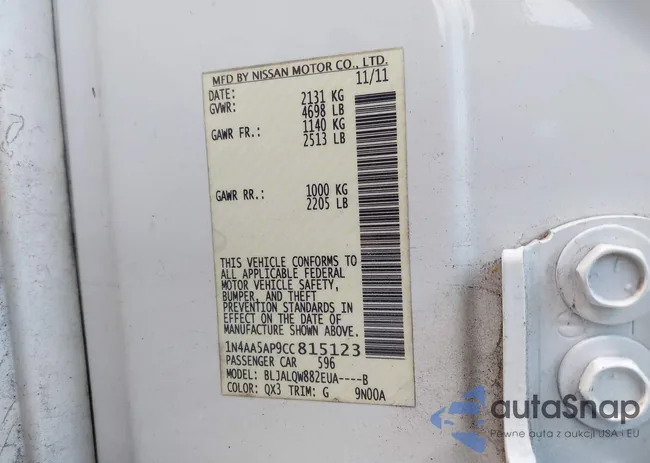 MFD BY NISSAN MOTOR CO., LTD.
DATE: 11/11
GVWR: 2131 KG
4698 LB
GAWR FR.: 1140 KG
2513 LB
GAWR RR.: 1000 KG
2205 LB
THIS VEHICLE CONFORMS TO
ALL APPLICABLE FEDERAL
MOTOR VEHICLE SAFETY,
BUMPER, AND THEFT
PREVENTION STANDARDS IN
EFFECT ON THE DATE OF
MANUFACTURE SHOWN ABOVE.
1N4AA5AP9CC815123
PASSENGER CAR 596
MODEL: BLJALQW882EUA----B
COLOR: QX3 TRIM: G 9N00A
autaSnap
Pewne auta z aukcji USA i EU